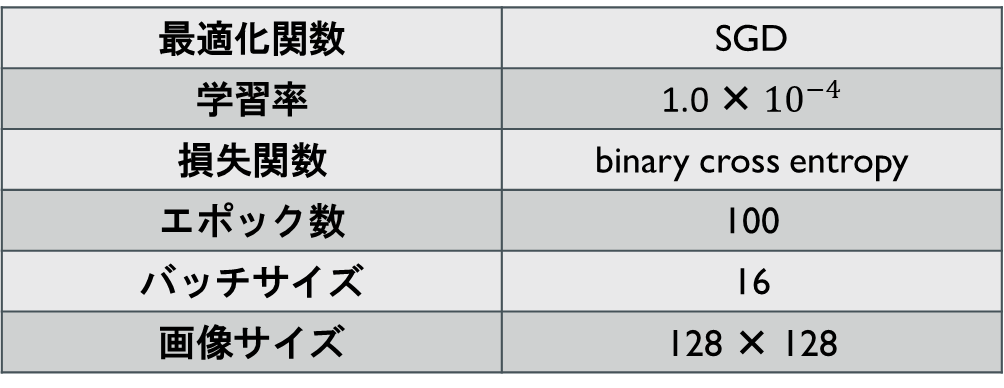 最適化関数 SGD
学習率 1.0 × 10⁻⁴
損失関数 binary cross entropy
エポック数 100
バッチサイズ 16
画像サイズ 128 × 128